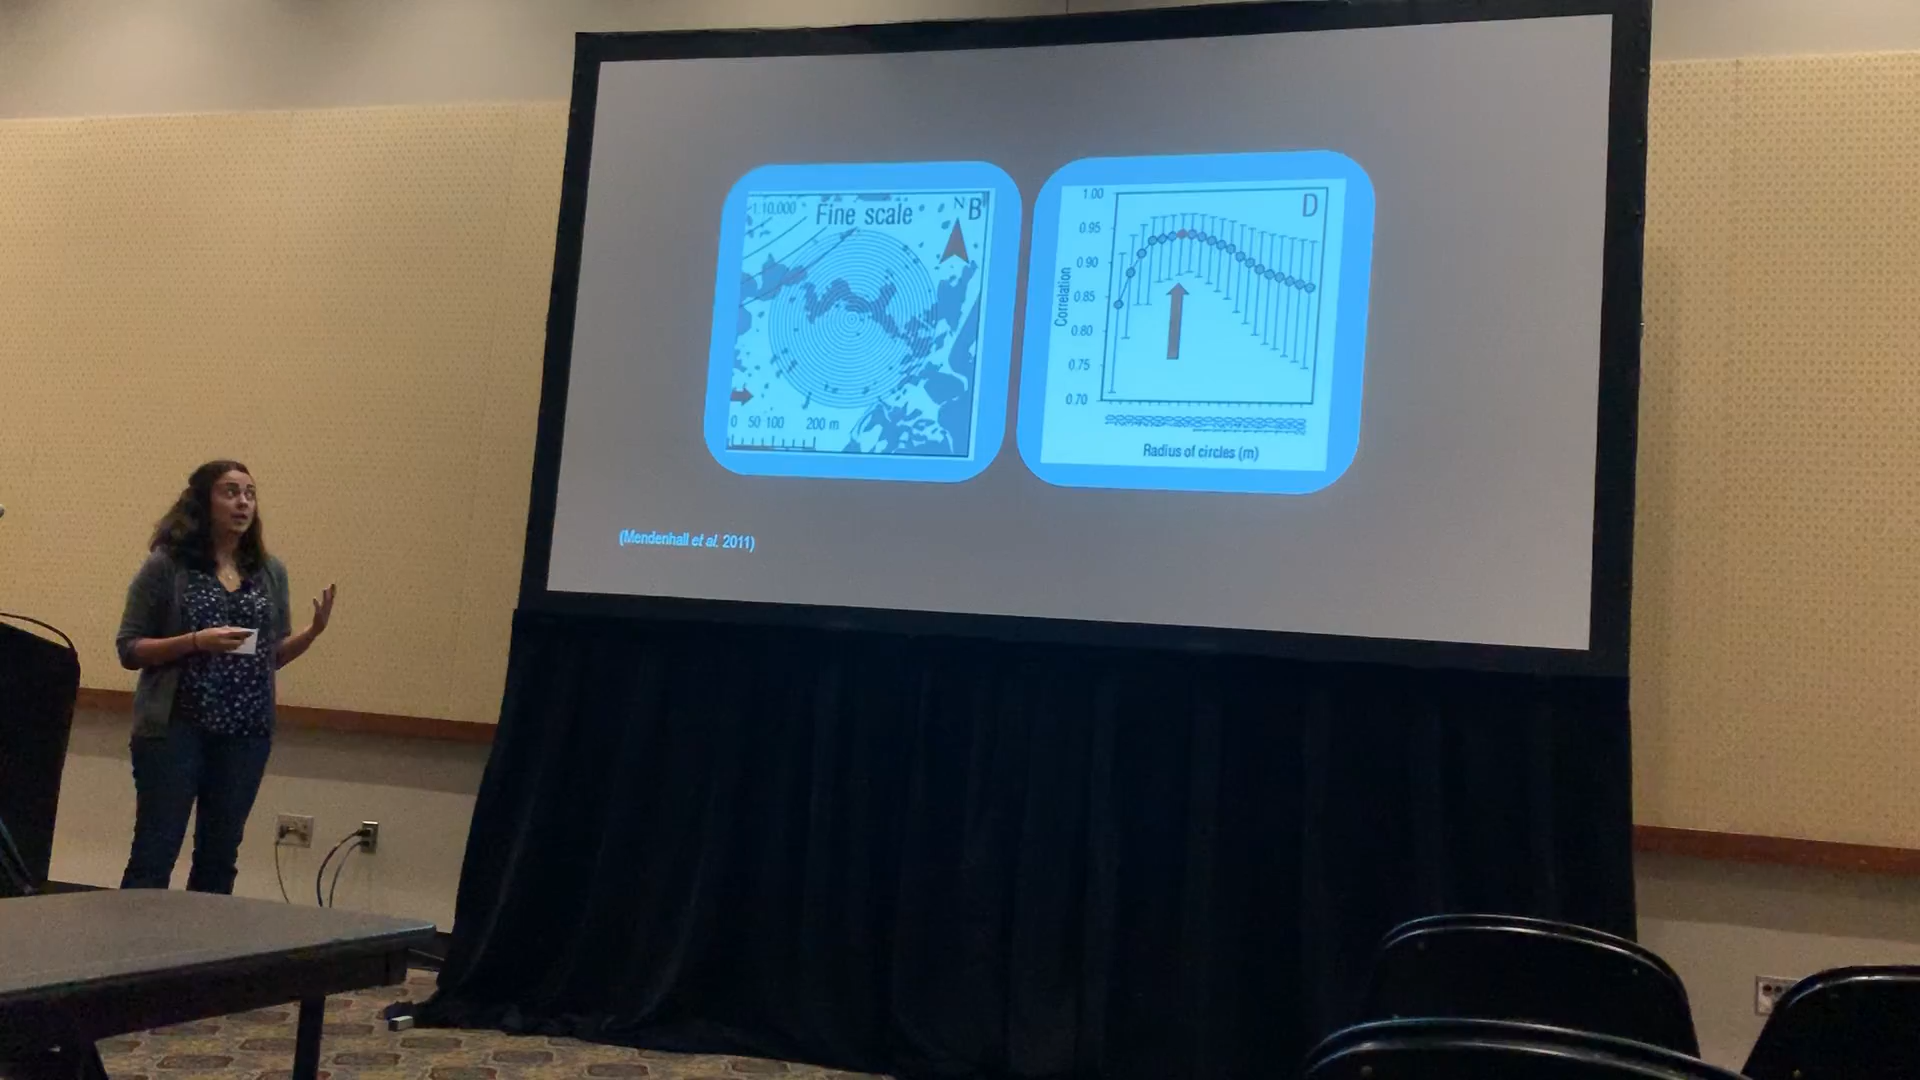 1:10,000
Fine scale
N
B
0 50 100 200 m
D
1.00
0.95
0.90
0.85
0.80
0.75
0.70
Correlation
Radius of circles (m)
(Mendenhall et al. 2011)